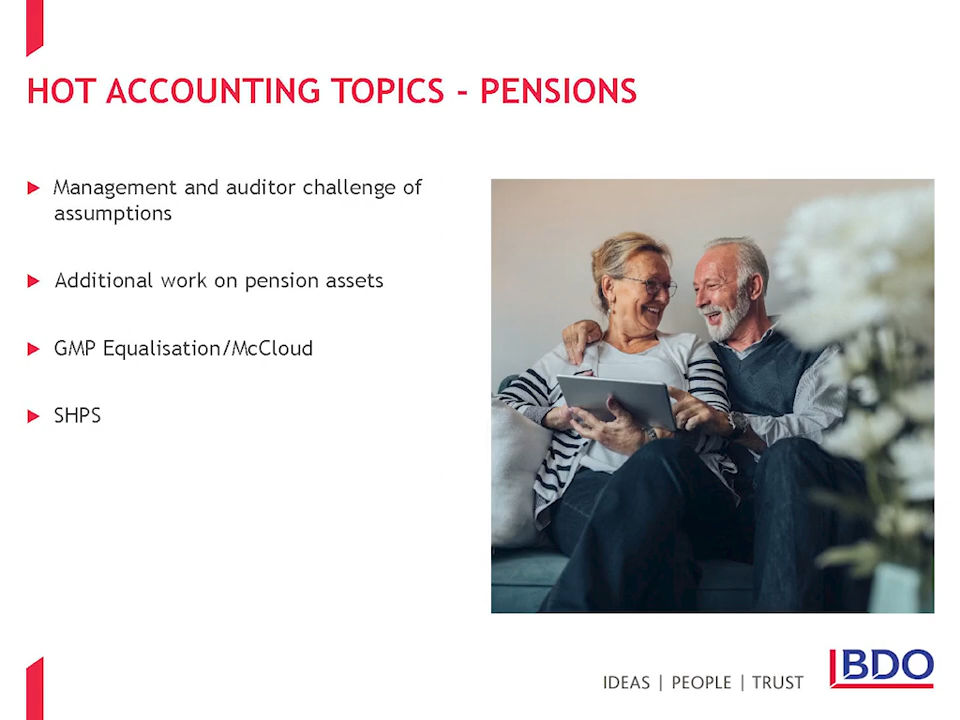 HOT ACCOUNTING TOPICS - PENSIONS
Management and auditor challenge of
assumptions
Additional work on pension assets
GMP Equalisation/McCloud
SHPS
IDEAS | PEOPLE | TRUST
BDO